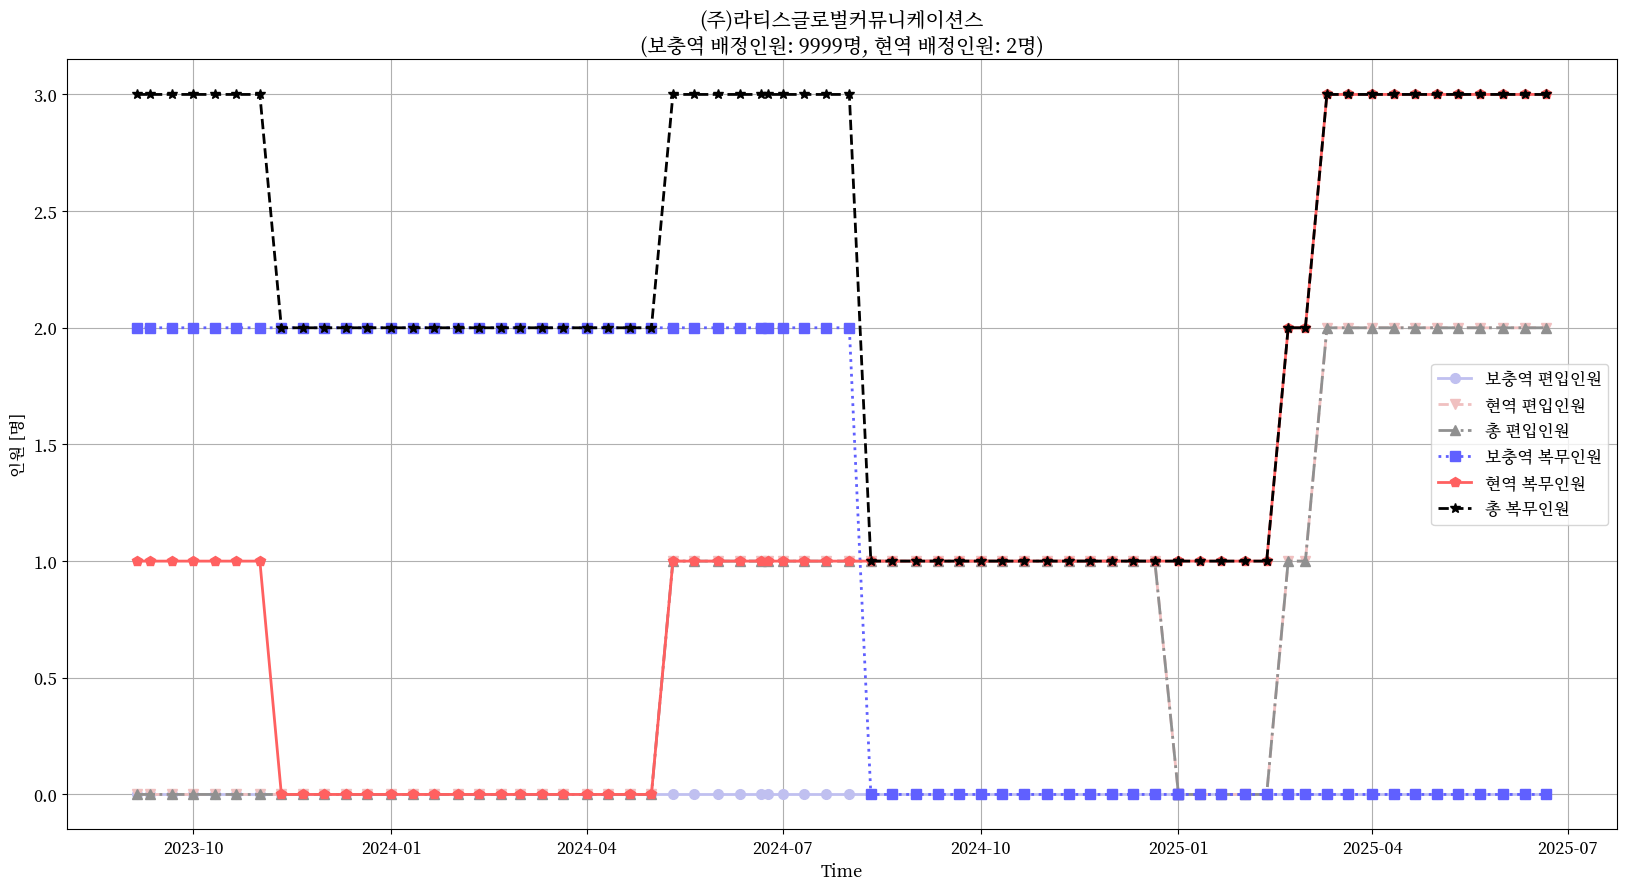 (주)라티스글로벌커뮤니케이션스
(보충역 배정인원: 9999명, 현역 배정인원: 2명)
인원 [명]
3.0
2.5
2.0
1.5
1.0
0.5
0.0
보충역 편입인원
현역 편입인원
총 편입인원
보충역 복무인원
현역 복무인원
총 복무인원
2023-10
2024-01
2024-04
2024-07
2024-10
2025-01
2025-04
2025-07
Time